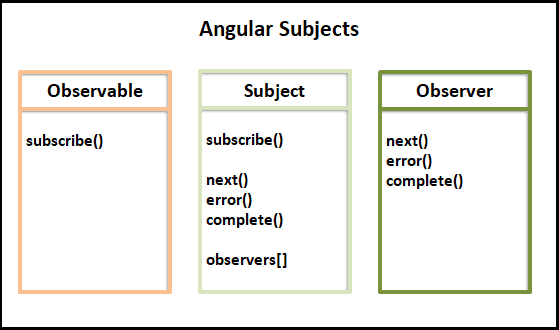 Angular Subjects
Observable
subscribe()
Subject
subscribe()
next()
error()
complete()
observers[]
Observer
next()
error()
complete()